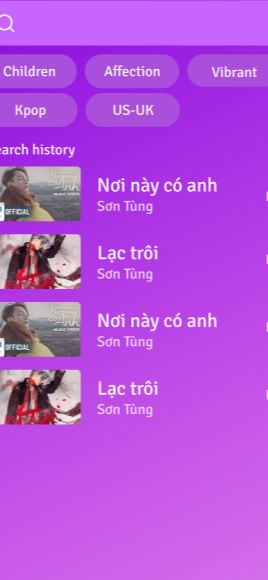 Children
Affection
Vibrant
Kpop
US-UK
earch history
Nơi này có anh
Sơn Tùng
OFFICIAL
Lạc trôi
Sơn Tùng
Nơi này có anh
Sơn Tùng
OFFICIAL
Lạc trôi
Sơn Tùng